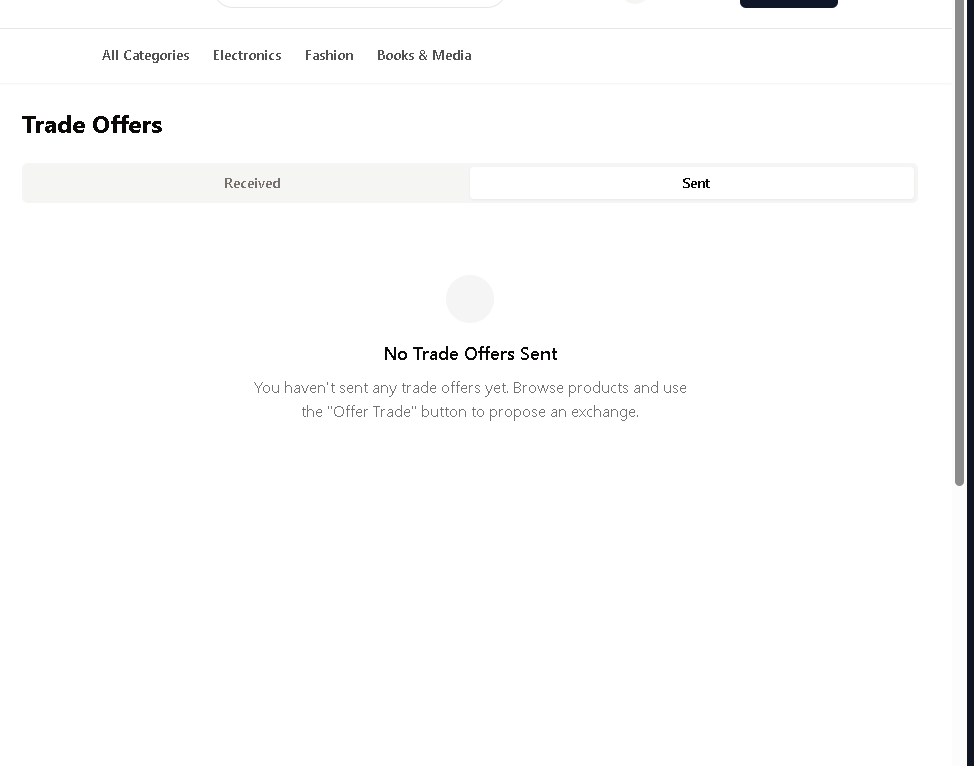 All Categories Electronics Fashion Books & Media
Trade Offers
Received Sent
No Trade Offers Sent
You haven't sent any trade offers yet. Browse products and use
the "Offer Trade" button to propose an exchange.